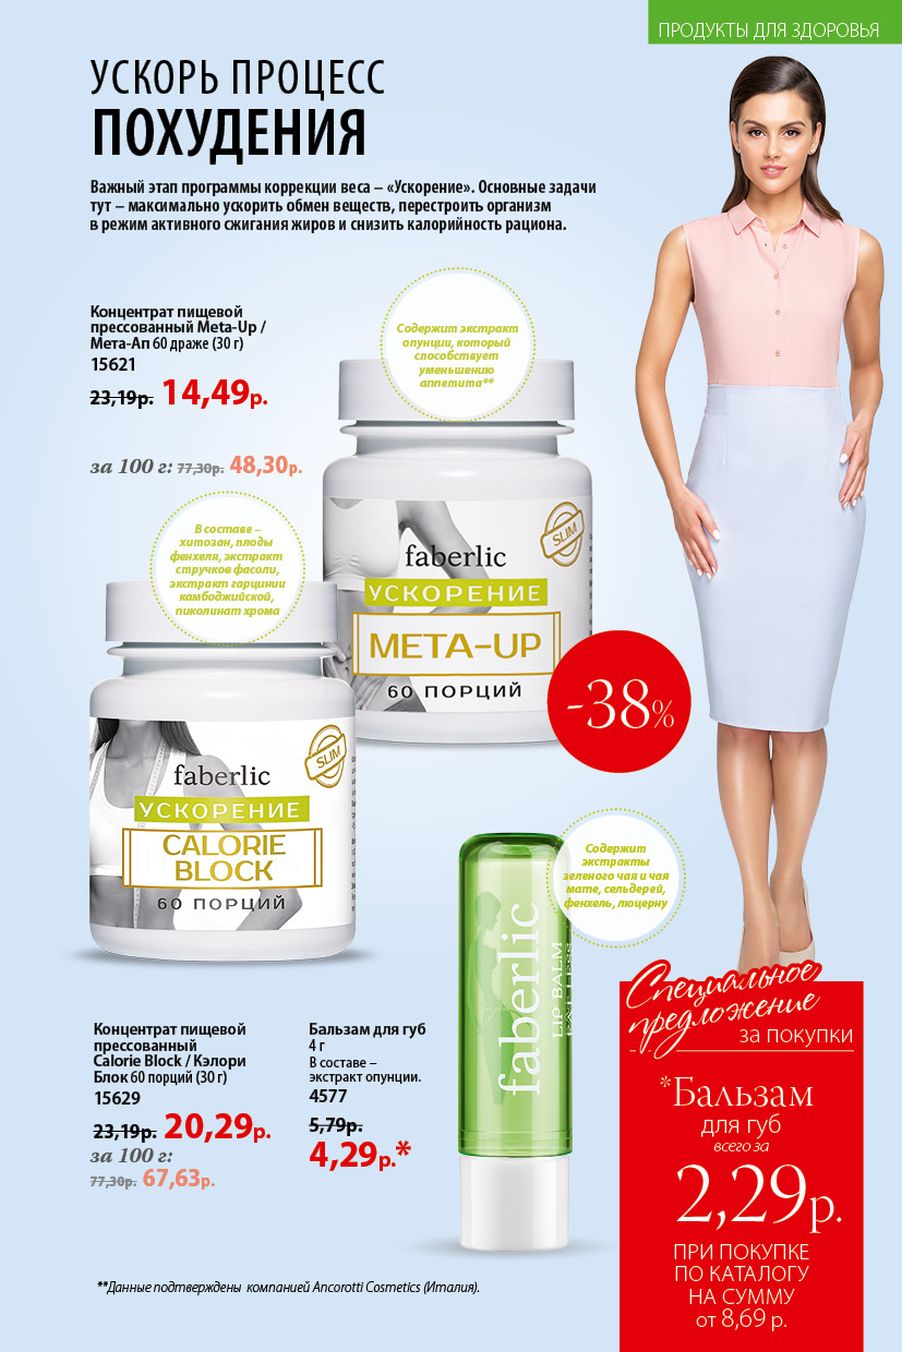 ПРОДУКТЫ ДЛЯ ЗДОРОВЬЯ
УСКОРЬ ПРОЦЕСС
ПОХУДЕНИЯ
Важный этап программы коррекции веса – «Ускорение». Основные задачи
тут – максимально ускорить обмен веществ, перестроить организм
в режим активного сжигания жиров и снизить калорийность рациона.
Концентрат пищевой
прессованный Meta-Up /
Мета-Ап 60 драже (30 г)
15621
23,19р. 14,49р.
за 100 г: 77,30р. 48,30р.
Содержит экстракт
опунции, который
способствует
уменьшению
аппетита**
SLIM
faberlic
УСКОРЕНИЕ
META-UP
60 ПОРЦИЙ
В составе –
хитозан, плоды
фенхеля, экстракт
стручков фасоли,
экстракт гарцинии
камбоджийской,
пиколинат хрома
SLIM
faberlic
УСКОРЕНИЕ
CALORIE
BLOCK
60 ПОРЦИЙ
-38%
Содержит
экстракты
зеленого чая и чая
мате, сельдерей,
фенхель, люцерну
faberlic
LIP BALM
EAT LESS
Концентрат пищевой
прессованный
Calorie Block / Кэлори
Блок 60 порций (30 г)
15629
23,19р. 20,29р.
за 100 г:
77,30р. 67,63р.
Бальзам для губ
4 г
В составе –
экстракт опунции.
4577
5,79р.
4,29р.*
Специальное
предложение
за покупки
*Бальзам
для губ
всего за
2,29р.
ПРИ ПОКУПКЕ
ПО КАТАЛОГУ
НА СУММУ
от 8,69 р.
**Данные подтверждены компанией Ancorotti Cosmetics (Италия).